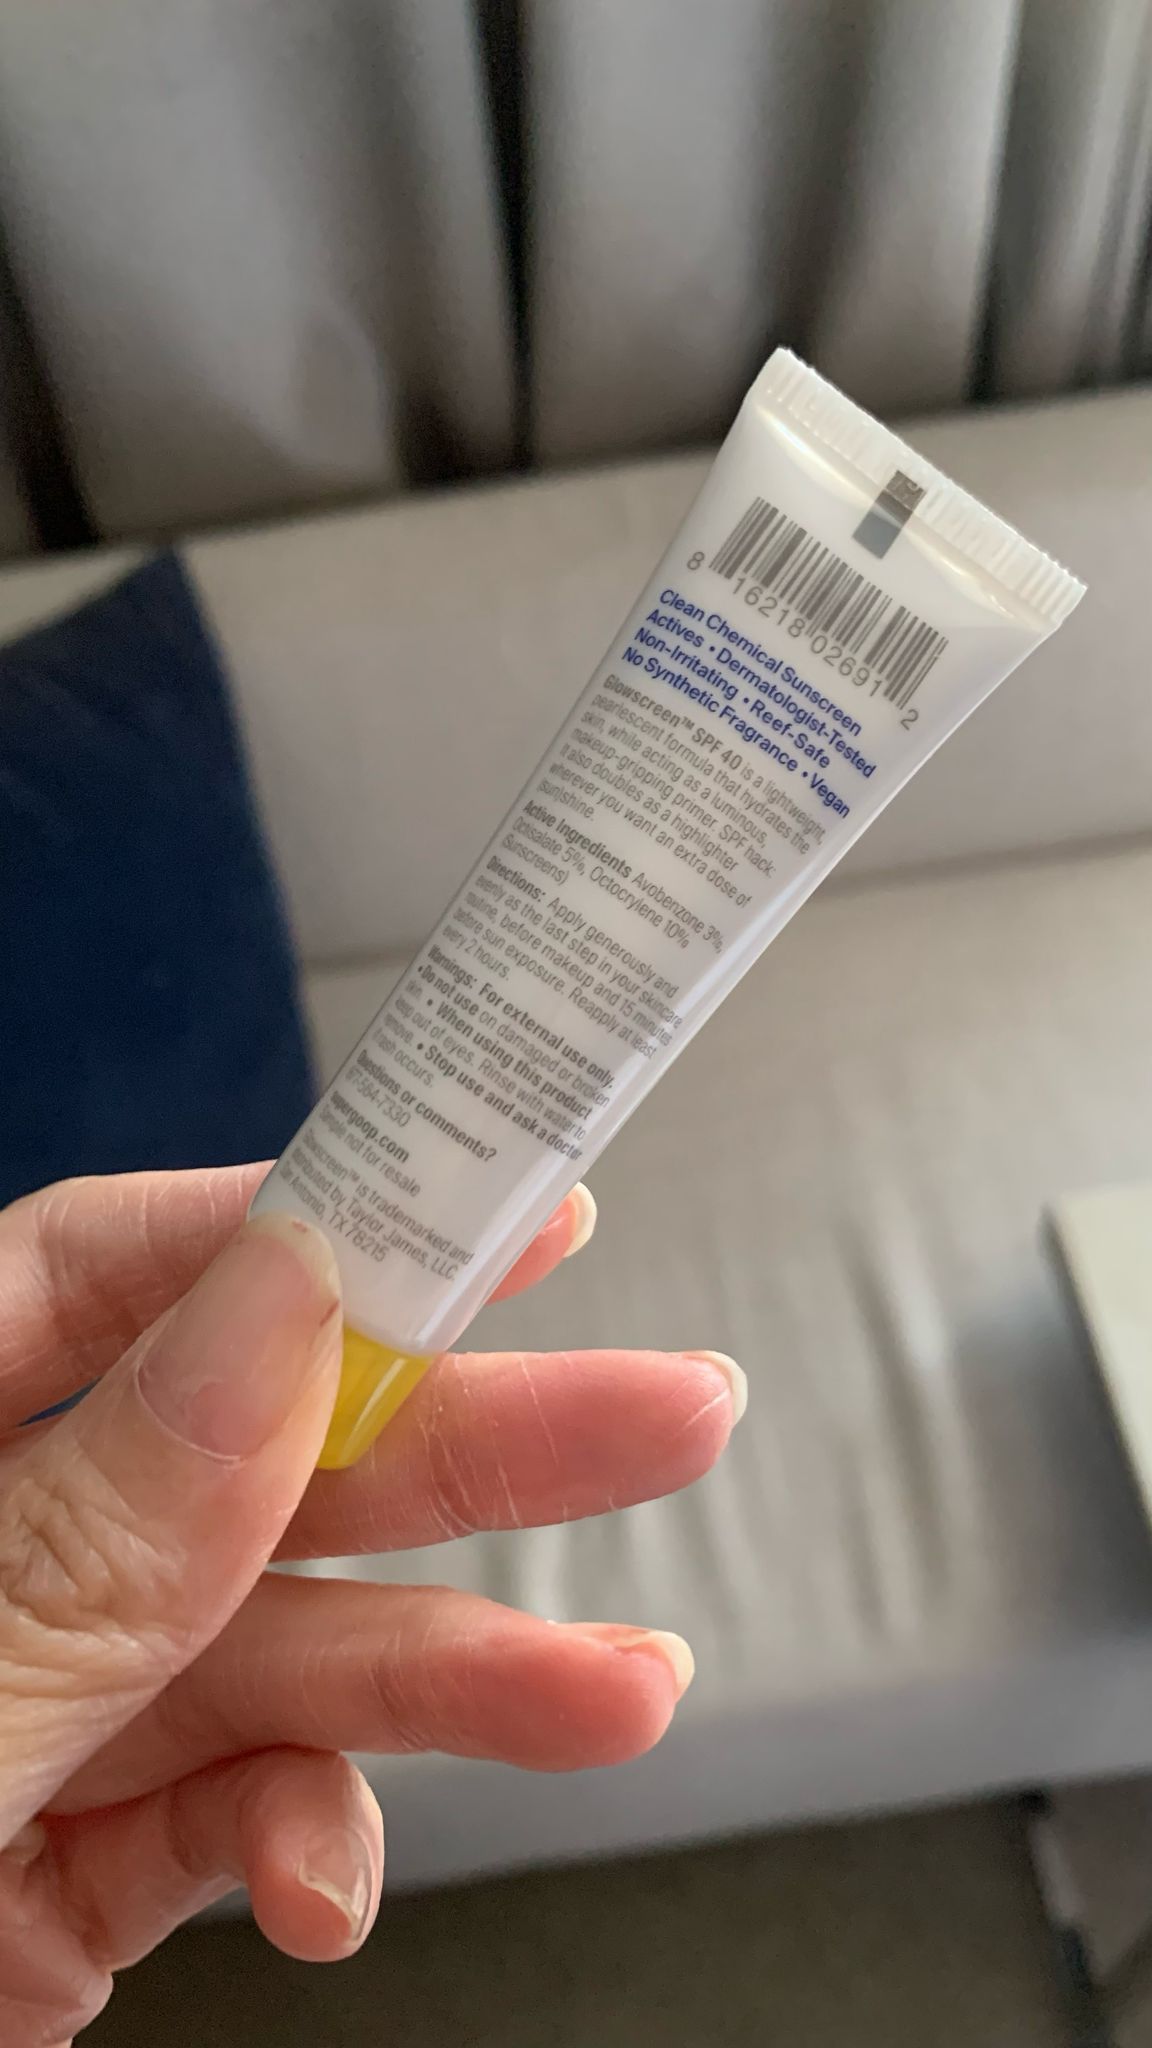 8 16218 02691 2
Clean Chemical Sunscreen
Actives • Dermatologist-Tested
Non-Irritating • Reef-Safe
No Synthetic Fragrance • Vegan
Glowscreen™ SPF 40 is a lightweight,
pearlescent formula that hydrates the
skin, while acting as a luminous,
makeup-gripping primer. SPF hack:
It also doubles as a highlighter
wherever you want an extra dose of
(sun)shine.
Active Ingredients Avobenzone 3%,
Octisalate 5%, Octocrylene 10%
(Sunscreens)
Directions: Apply generously and
evenly as the last step in your skincare
routine, before makeup and 15 minutes
before sun exposure. Reapply at least
every 2 hours.
Warnings: For external use only.
• Do not use on damaged or broken
skin. • When using this product
keep out of eyes. Rinse with water to
remove. • Stop use and ask a doctor
if rash occurs.
Questions or comments?
87-564-7330
supergoop.com
Sample not for resale
Glowscreen™ is trademarked and
distributed by Taylor James, LLC.
San Antonio, TX 78215